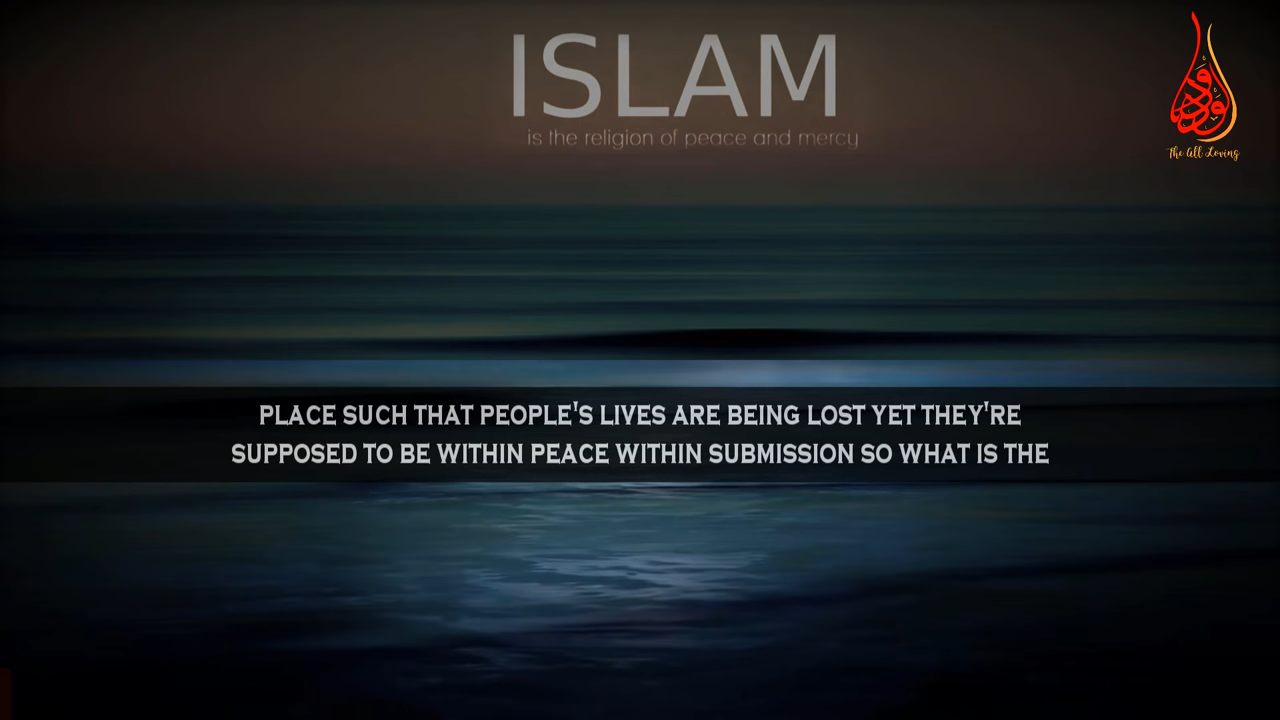 ISLAM
is the religion of peace and mercy
الودود
The All Loving
PLACE SUCH THAT PEOPLE'S LIVES ARE BEING LOST YET THEY'RE
SUPPOSED TO BE WITHIN PEACE WITHIN SUBMISSION SO WHAT IS THE